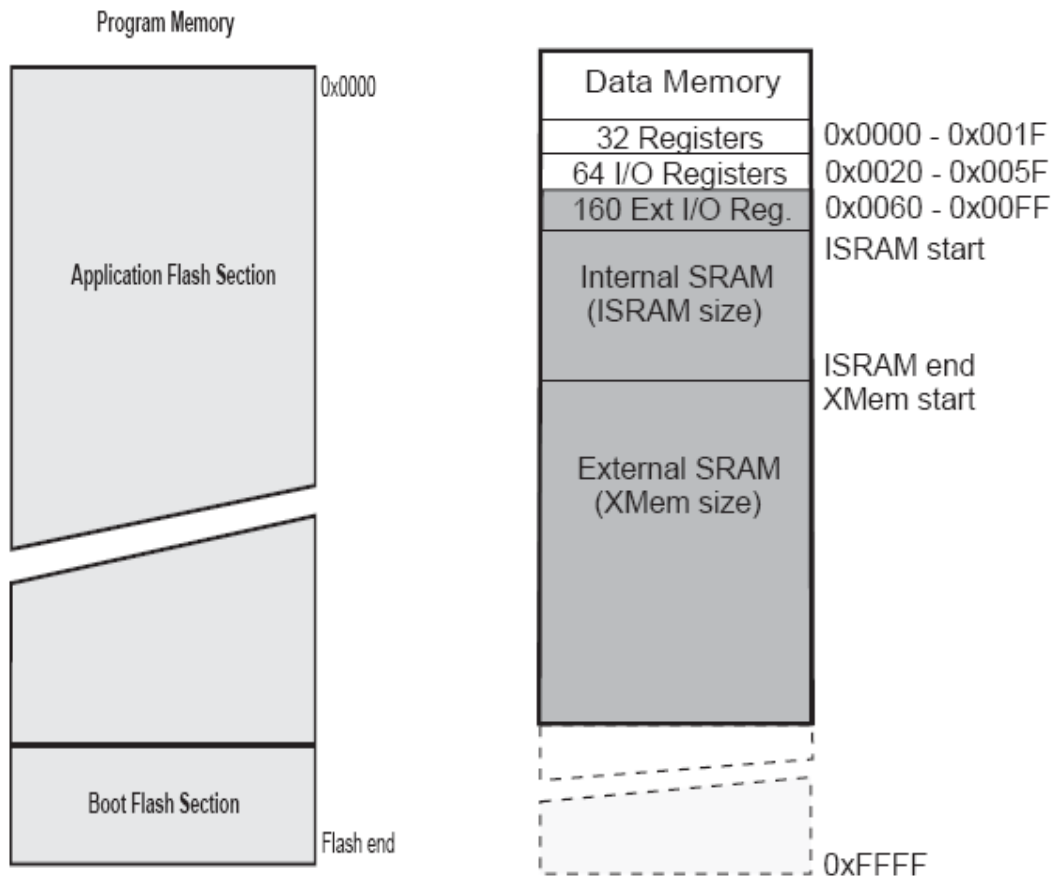 Program Memory
0x0000
Application Flash Section
Boot Flash Section
Flash end
Data Memory
32 Registers
0x0000 - 0x001F
64 I/O Registers
0x0020 - 0x005F
160 Ext I/O Reg.
0x0060 - 0x00FF
ISRAM start
Internal SRAM
(ISRAM size)
ISRAM end
XMem start
External SRAM
(XMem size)
0xFFFF